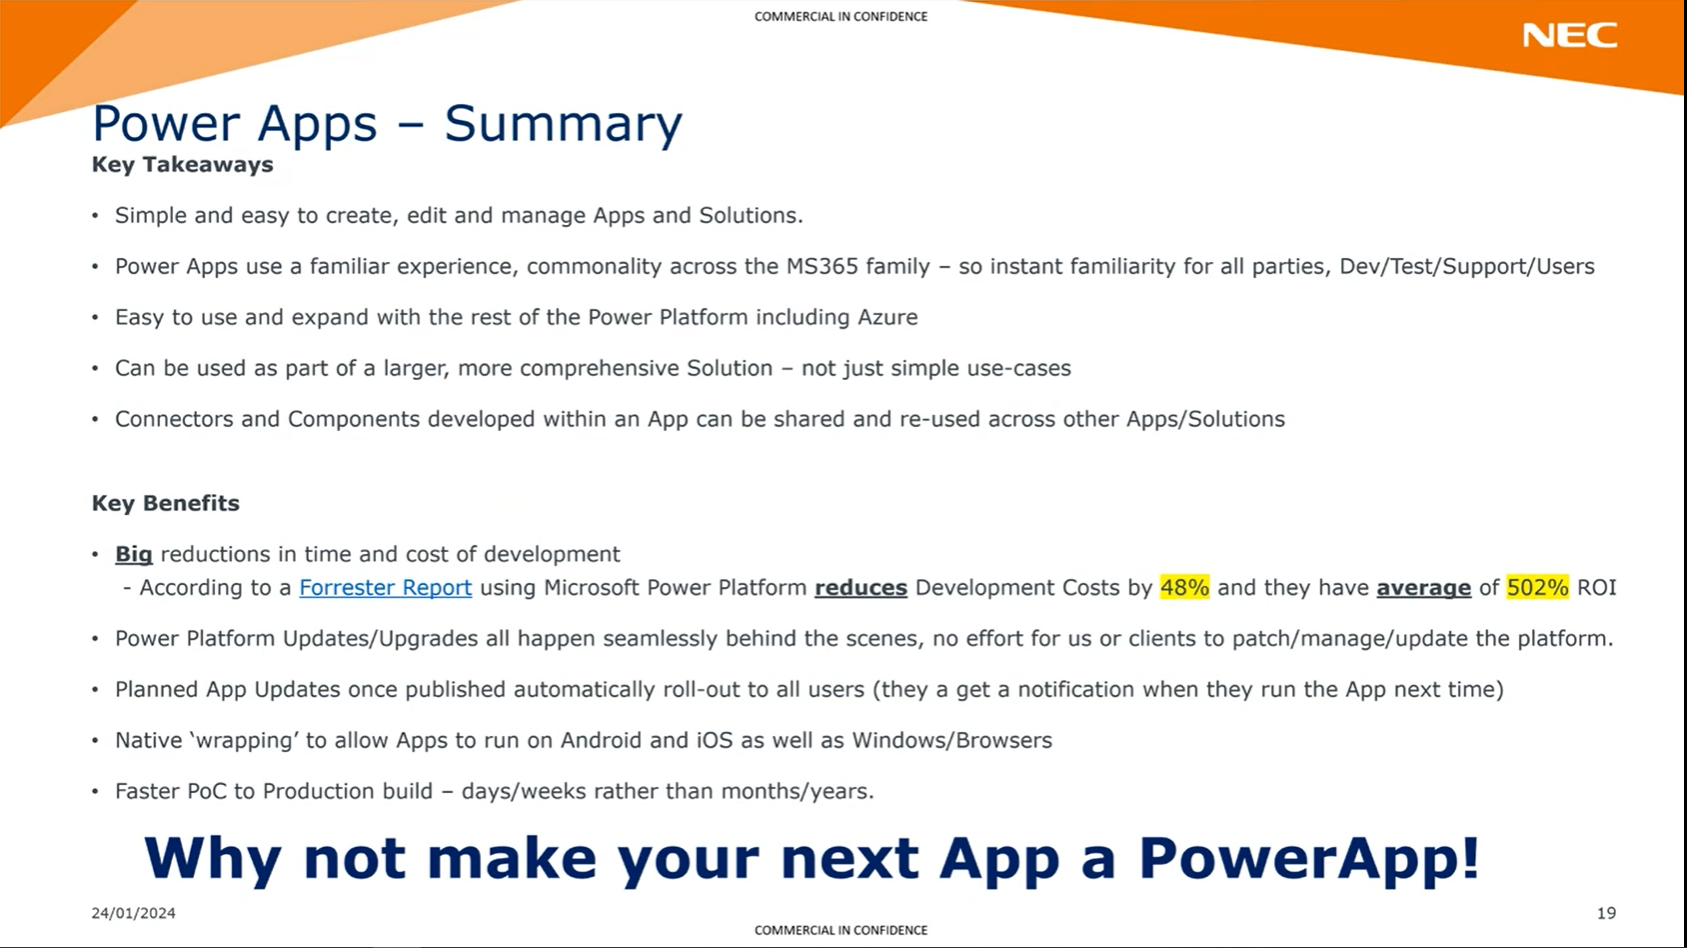 COMMERCIAL IN CONFIDENCE
NEC
Power Apps – Summary
Key Takeaways
• Simple and easy to create, edit and manage Apps and Solutions.
• Power Apps use a familiar experience, commonality across the MS365 family – so instant familiarity for all parties, Dev/Test/Support/Users
• Easy to use and expand with the rest of the Power Platform including Azure
• Can be used as part of a larger, more comprehensive Solution – not just simple use-cases
• Connectors and Components developed within an App can be shared and re-used across other Apps/Solutions
Key Benefits
• Big reductions in time and cost of development
- According to a Forrester Report using Microsoft Power Platform reduces Development Costs by 48% and they have average of 502% ROI
• Power Platform Updates/Upgrades all happen seamlessly behind the scenes, no effort for us or clients to patch/manage/update the platform.
• Planned App Updates once published automatically roll-out to all users (they a get a notification when they run the App next time)
• Native ‘wrapping’ to allow Apps to run on Android and iOS as well as Windows/Browsers
• Faster PoC to Production build – days/weeks rather than months/years.
Why not make your next App a PowerApp!
24/01/2024
19
COMMERCIAL IN CONFIDENCE